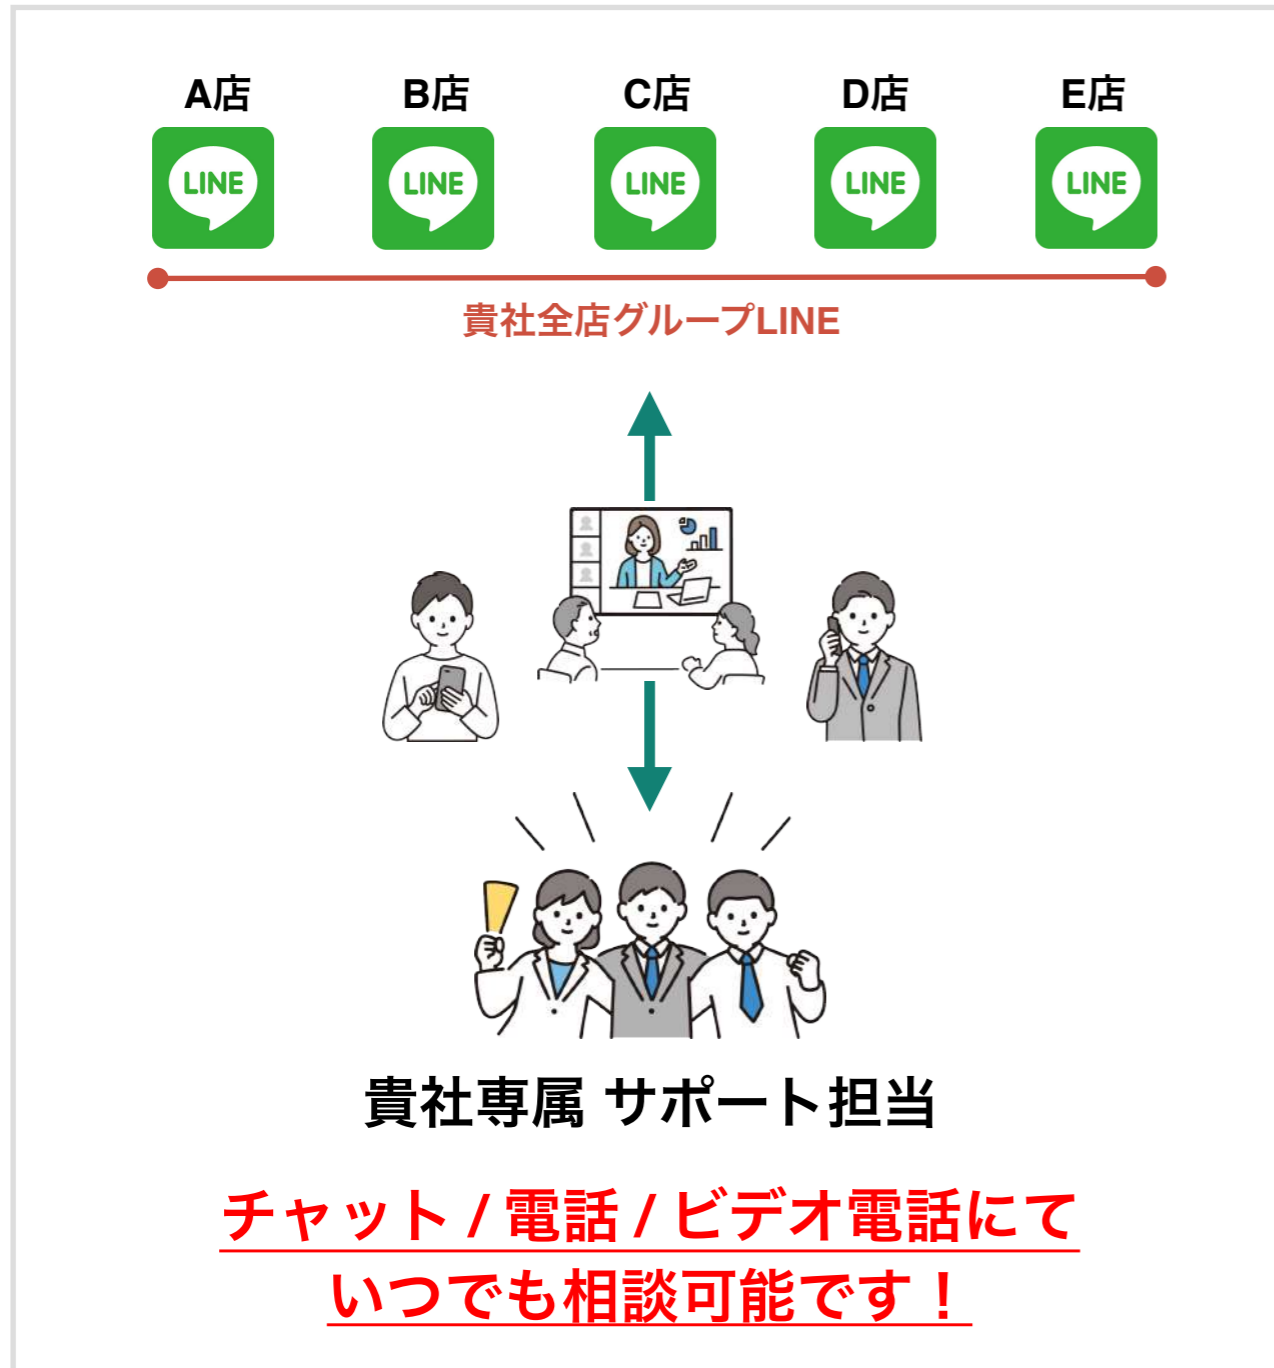 A店 B店 C店 D店 E店
LINE LINE LINE LINE LINE
貴社全店グループLINE
貴社専属 サポート担当
チャット / 電話 / ビデオ電話にて
いつでも相談可能です！